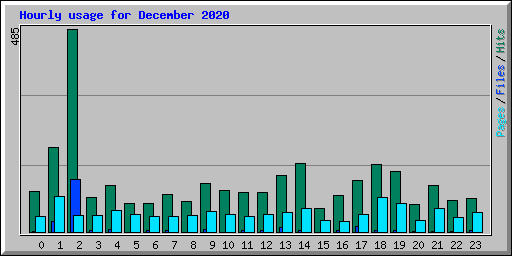 Hourly usage for December 2020
485
Pages/Files/Hits
0 1 2 3 4 5 6 7 8 9 10 11 12 13 14 15 16 17 18 19 20 21 22 23